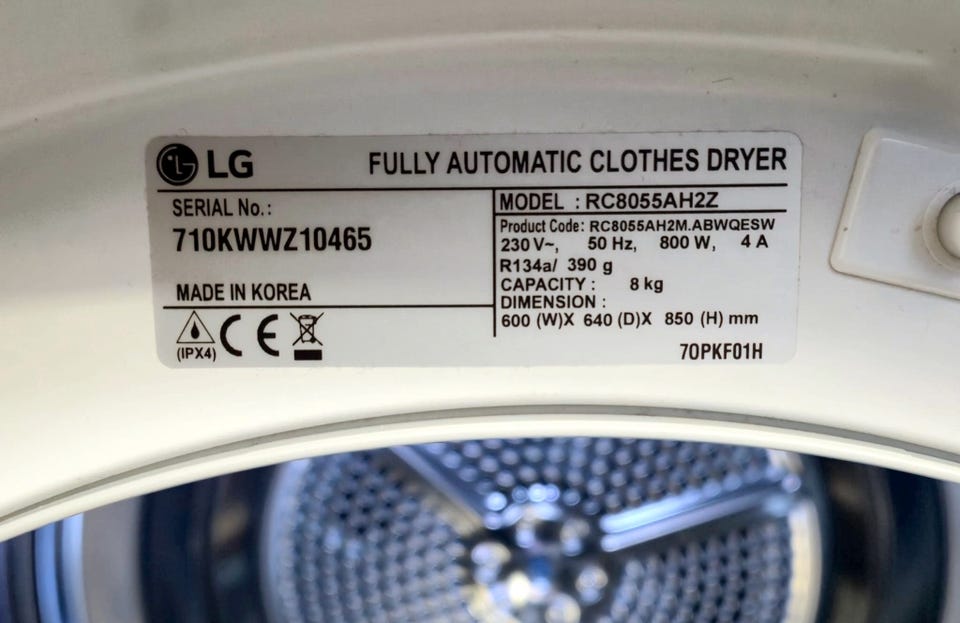 LG FULLY AUTOMATIC CLOTHES DRYER
SERIAL No.:
710KWWZ10465
MADE IN KOREA
(IPX4) CE
MODEL : RC8055AH2Z
Product Code: RC8055AH2M.ABWQESW
230 V~, 50 Hz, 800 W, 4 A
R134a/ 390 g
CAPACITY : 8 kg
DIMENSION :
600 (W)X 640 (D)X 850 (H) mm
70PKF01H